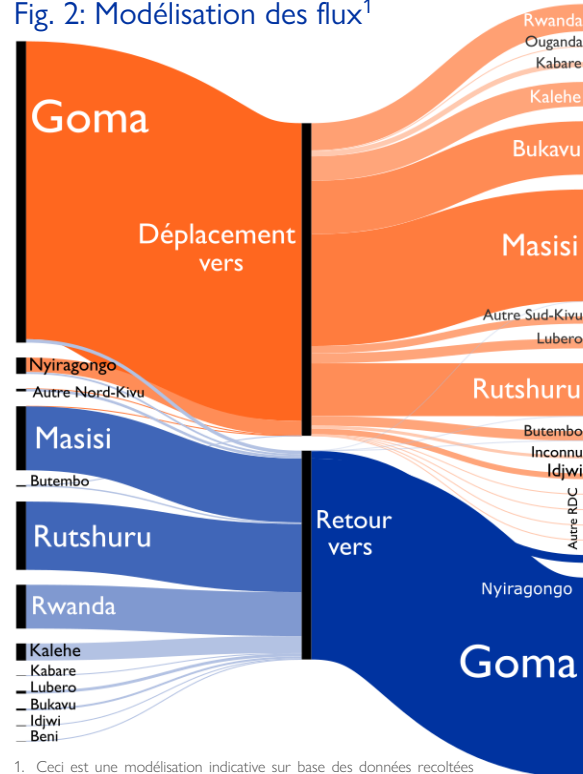 Fig. 2: Modélisation des flux1
Goma
Nyiragongo
Autre Nord-Kivu
Masisi
Butembo
Rutshuru
Rwanda
Kalehe
Kabare
Lubero
Bukavu
Idjwi
Beni
Déplacement
vers
Retour
vers
Rwanda
Ouganda
Kabare
Kalehe
Bukavu
Masisi
Autre Sud-Kivu
Lubero
Rutshuru
Butembo
Inconnu
Idjwi
Autre RDC
Nyiragongo
Goma
1. Ceci est une modélisation indicative sur base des données recoltées